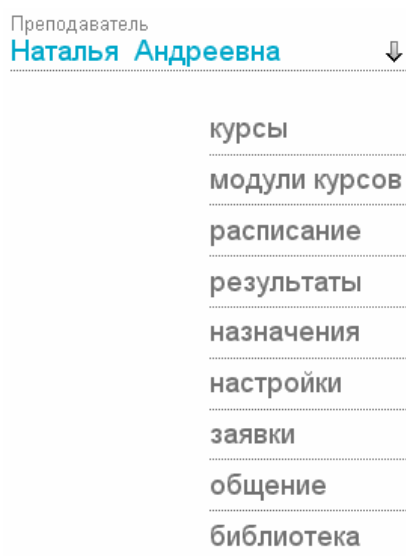 Преподаватель
Наталья Андреевна
курсы
модули курсов
расписание
результаты
назначения
настройки
заявки
общение
библиотека